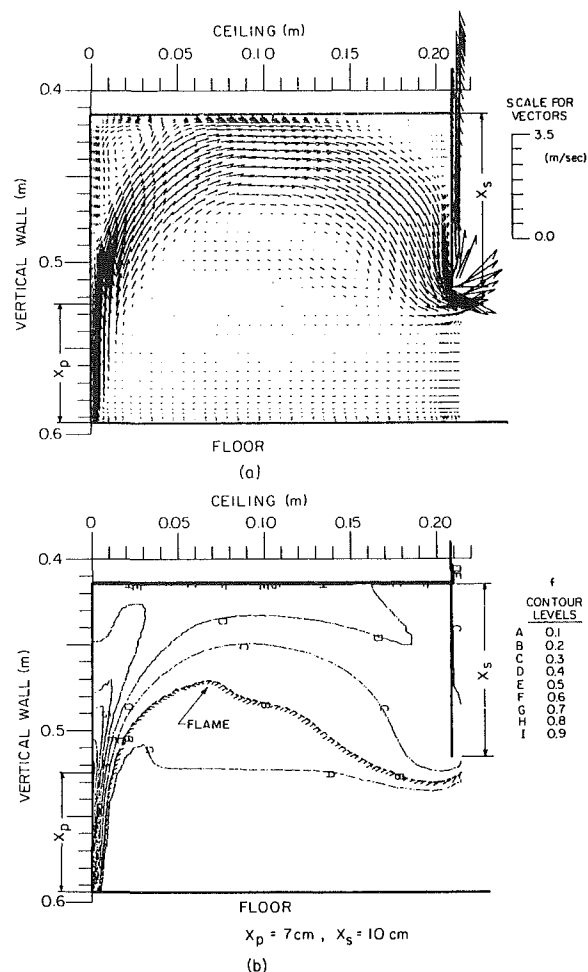 CEILING (m)
0 0.05 0.10 0.15 0.20
0.4
VERTICAL WALL (m)
0.5
0.6
Xp
Xs
SCALE FOR
VECTORS
3.5
(m/sec)
0.0
FLOOR
(a)
CEILING (m)
0 0.05 0.10 0.15 0.20
0.4
VERTICAL WALL (m)
0.5
0.6
Xp
Xs
FLAME
f
CONTOUR
LEVELS
A 0.1
B 0.2
C 0.3
D 0.4
E 0.5
F 0.6
G 0.7
H 0.8
I 0.9
FLOOR
Xp = 7 cm , Xs = 10 cm
(b)